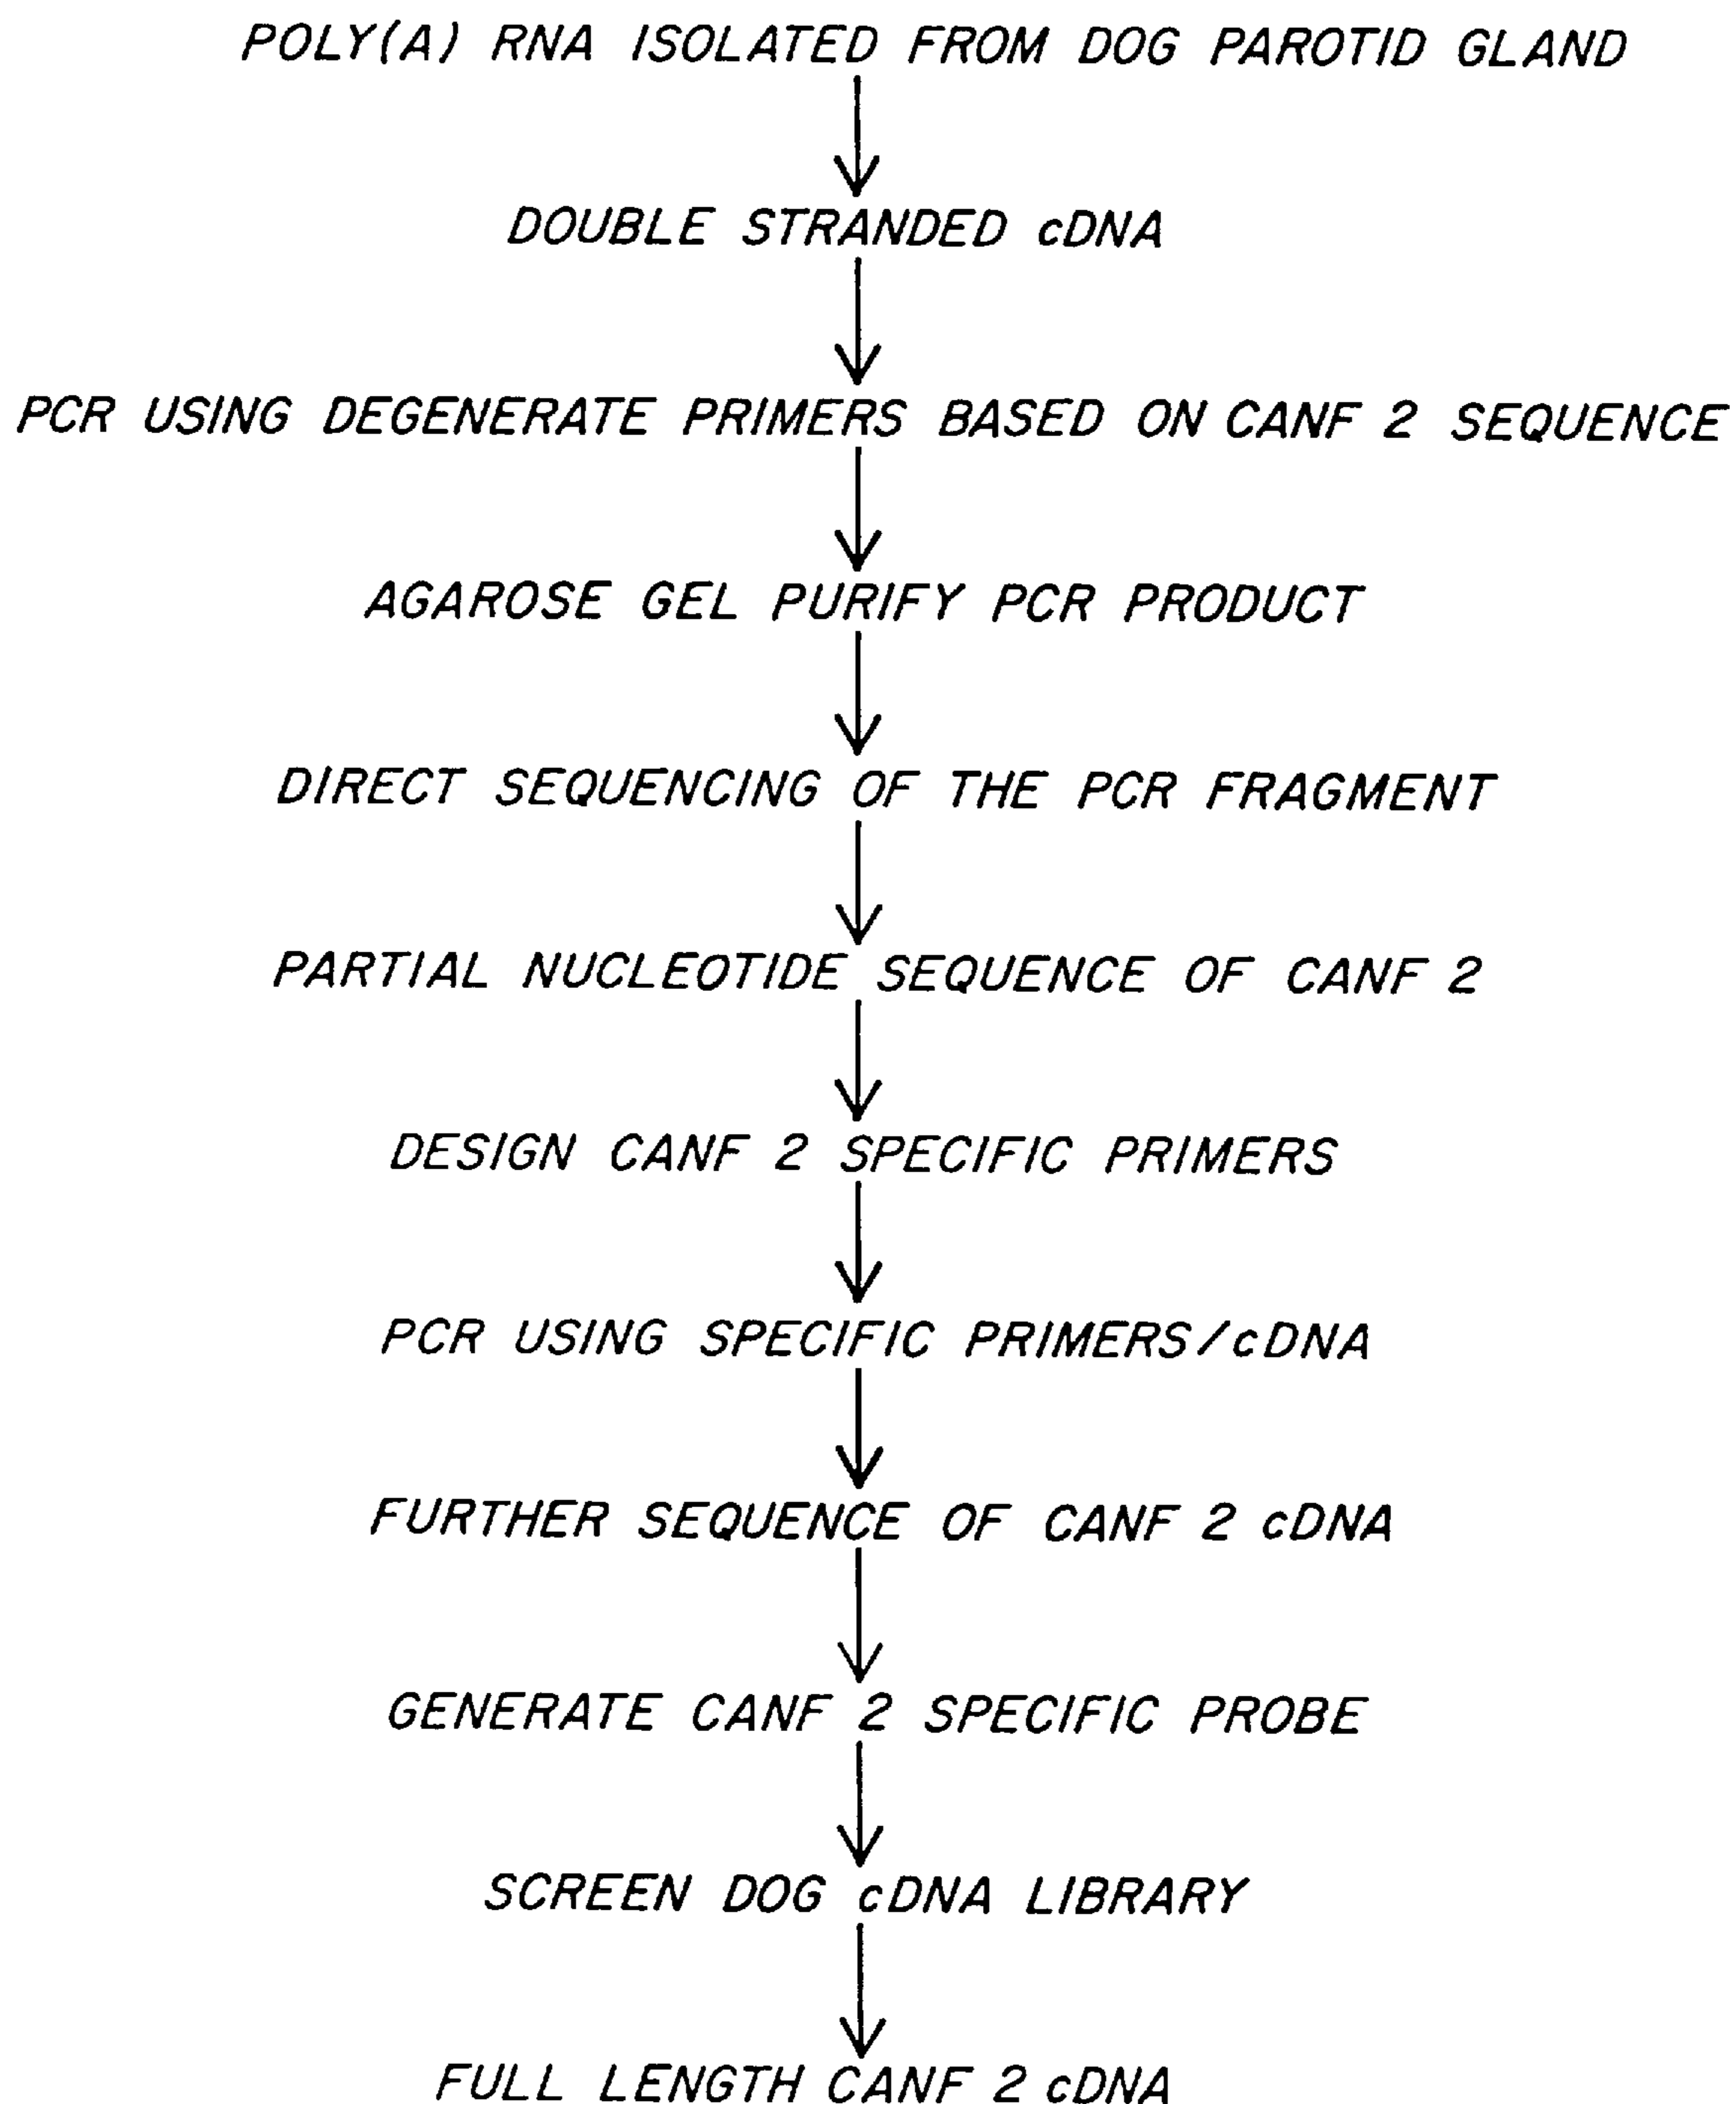 POLY(A) RNA ISOLATED FROM DOG PAROTID GLAND
DOUBLE STRANDED cDNA
PCR USING DEGENERATE PRIMERS BASED ON CANF 2 SEQUENCE
AGAROSE GEL PURIFY PCR PRODUCT
DIRECT SEQUENCING OF THE PCR FRAGMENT
PARTIAL NUCLEOTIDE SEQUENCE OF CANF 2
DESIGN CANF 2 SPECIFIC PRIMERS
PCR USING SPECIFIC PRIMERS/cDNA
FURTHER SEQUENCE OF CANF 2 cDNA
GENERATE CANF 2 SPECIFIC PROBE
SCREEN DOG cDNA LIBRARY
FULL LENGTH CANF 2 cDNA